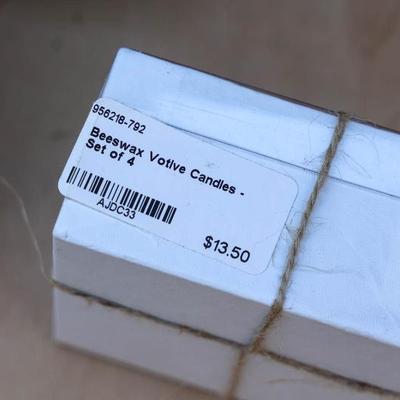 956218-792
Beeswax Votive Candles -
Set of 4
AJDC33
$13.50